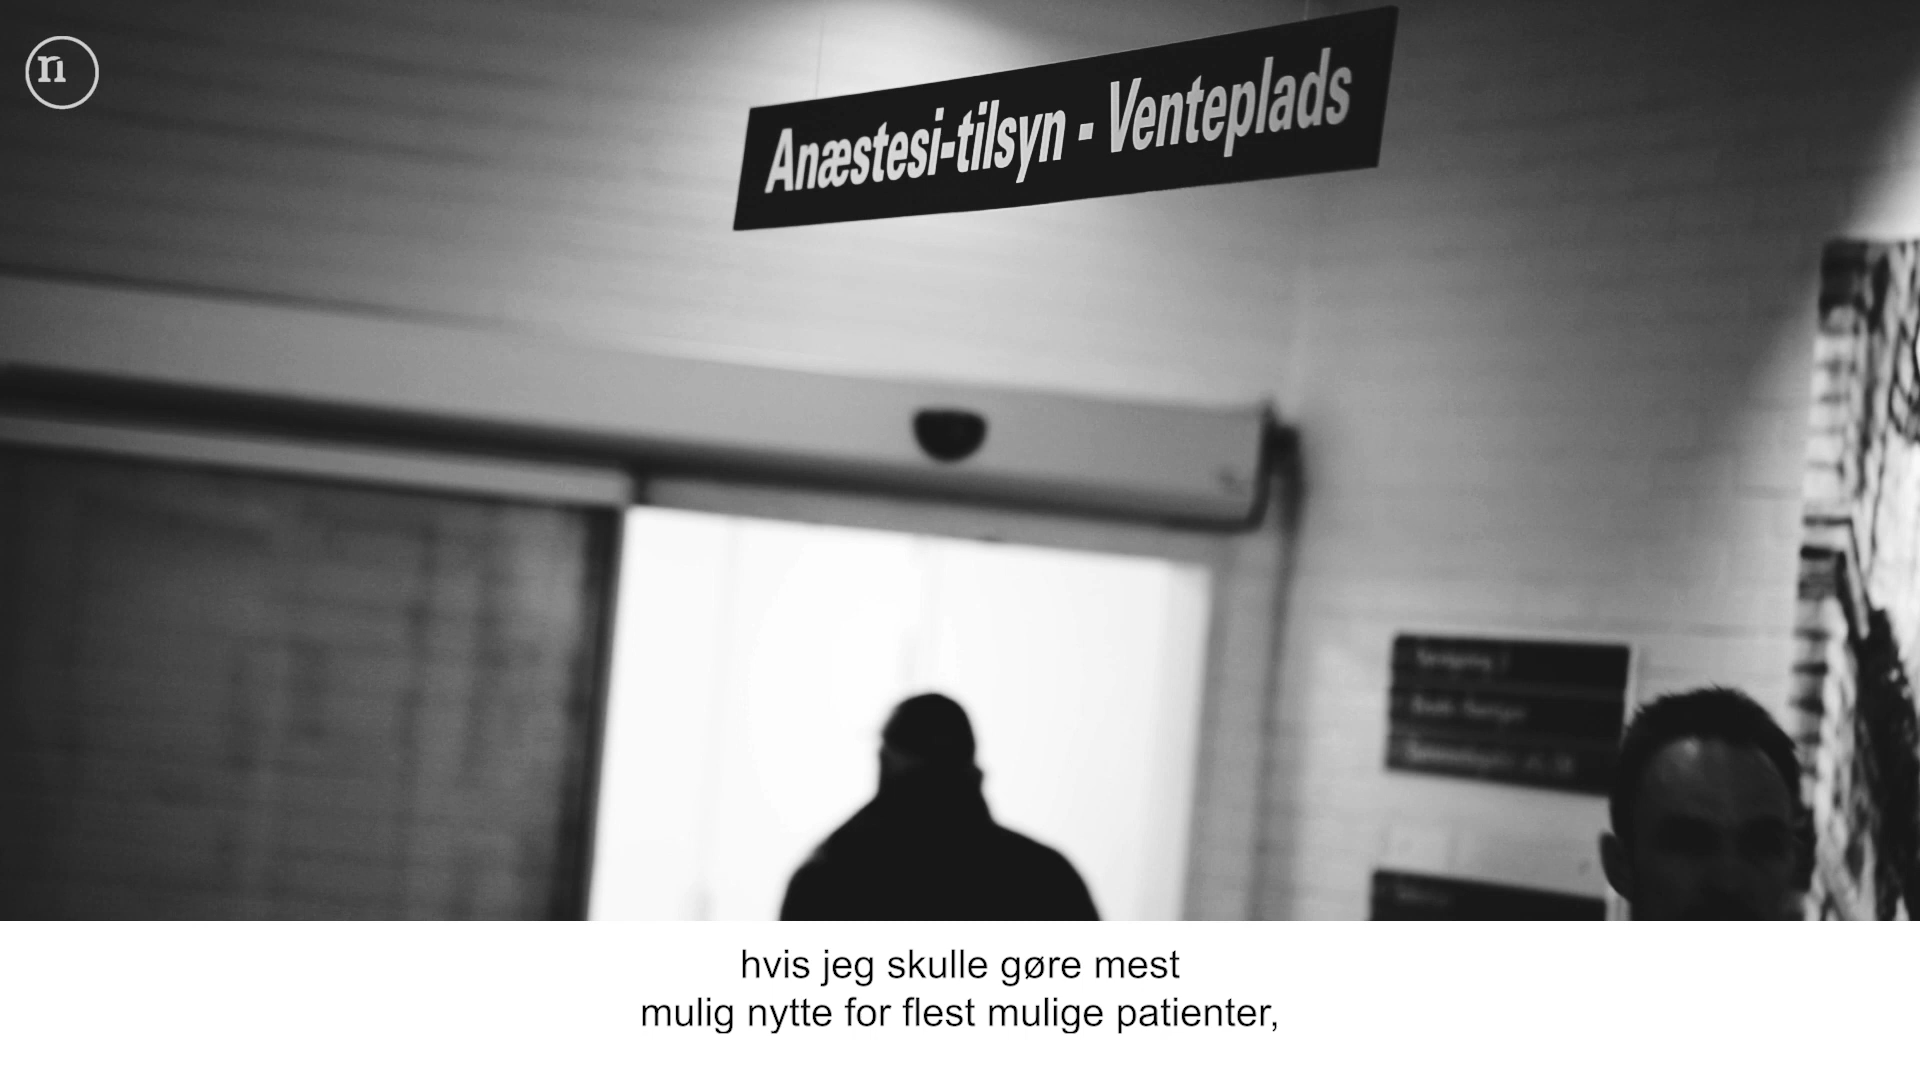 n
Anæstesi-tilsyn - Venteplads
hvis jeg skulle gøre mest
mulig nytte for flest mulige patienter,